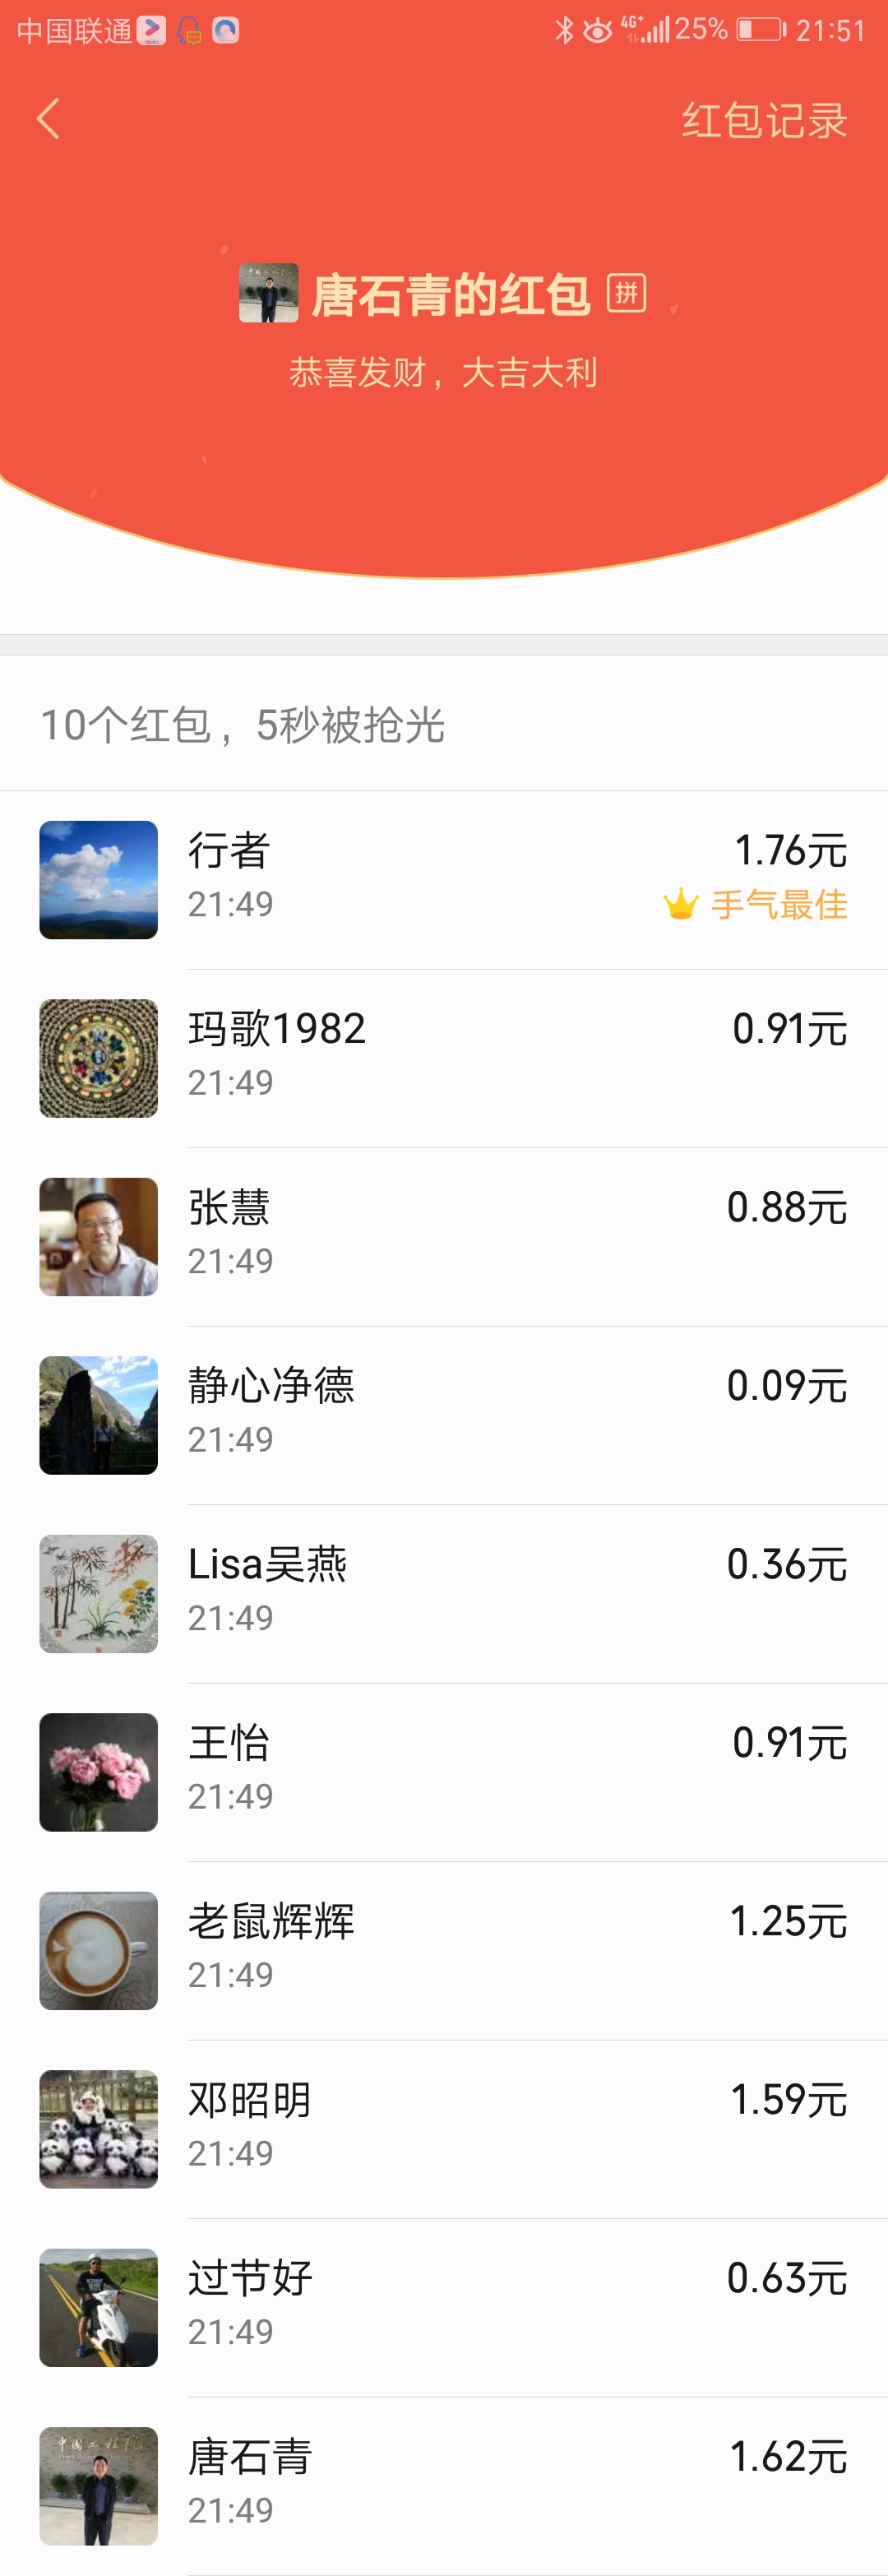 中国联通 4G+ 25% 21:51
红包记录
唐石青的红包 拼
恭喜发财，大吉大利
10个红包，5秒被抢光
行者 1.76元
21:49 手气最佳
玛歌1982 0.91元
21:49
张慧 0.88元
21:49
静心净德 0.09元
21:49
Lisa吴燕 0.36元
21:49
王怡 0.91元
21:49
老鼠辉辉 1.25元
21:49
邓昭明 1.59元
21:49
过节好 0.63元
21:49
中国工程院
唐石青 1.62元
21:49